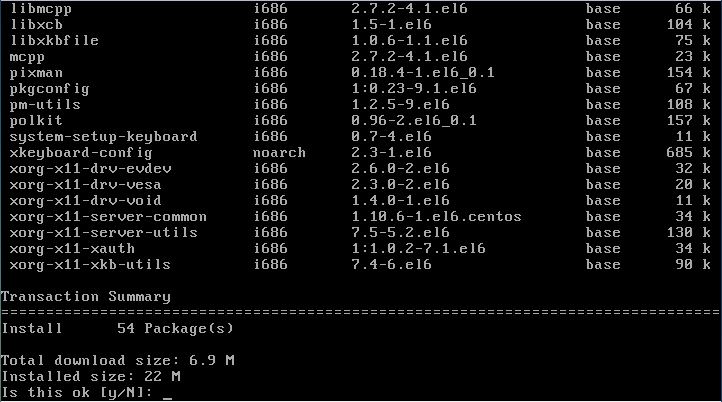 libmcpp i686 2.7.2-4.1.el6 base 66 k
libxcb i686 1.5-1.el6 base 104 k
libxkbfile i686 1.0.6-1.1.el6 base 75 k
mcpp i686 2.7.2-4.1.el6 base 23 k
pixman i686 0.18.4-1.el6_0.1 base 154 k
pkgconfig i686 1:0.23-9.1.el6 base 67 k
pm-utils i686 1.2.5-9.el6 base 108 k
polkit i686 0.96-2.el6_0.1 base 157 k
system-setup-keyboard i686 0.7-4.el6 base 11 k
xkeyboard-config noarch 2.3-1.el6 base 685 k
xorg-x11-drv-evdev i686 2.6.0-2.el6 base 32 k
xorg-x11-drv-vesa i686 2.3.0-2.el6 base 20 k
xorg-x11-drv-void i686 1.4.0-1.el6 base 11 k
xorg-x11-server-common i686 1.10.6-1.el6.centos base 34 k
xorg-x11-server-utils i686 7.5-5.2.el6 base 130 k
xorg-x11-xauth i686 1:1.0.2-7.1.el6 base 34 k
xorg-x11-xkb-utils i686 7.4-6.el6 base 90 k
Transaction Summary
================================================================================
Install 54 Package(s)
Total download size: 6.9 M
Installed size: 22 M
Is this ok [y/N]: _